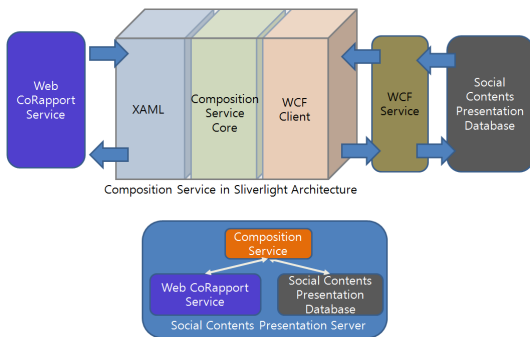 Web
CoRapport
Service
XAML
Composition
Service
Core
WCF
Client
WCF
Service
Social
Contents
Presentation
Database
Composition Service in Sliverlight Architecture
Composition
Service
Web CoRapport
Service
Social Contents
Presentation
Database
Social Contents Presentation Server